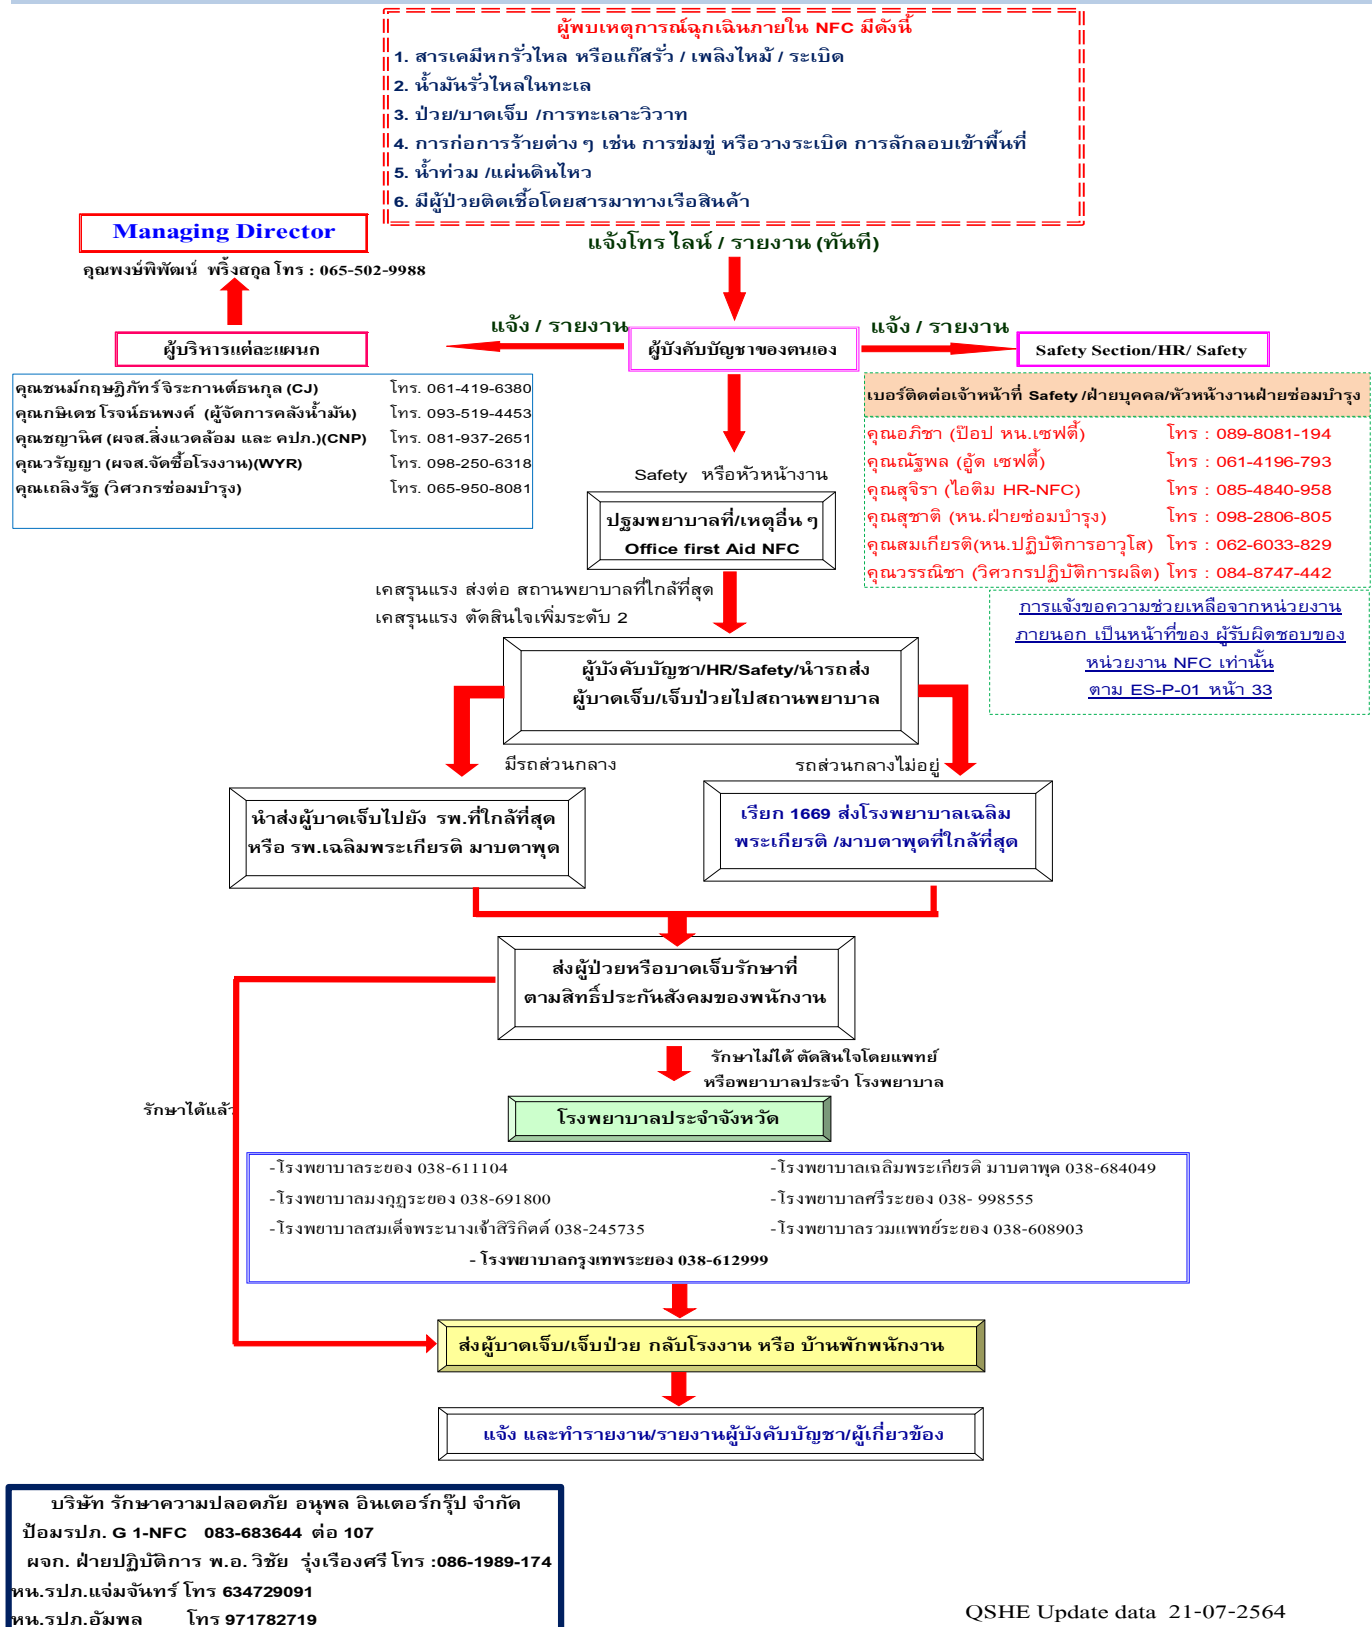 ผู้พบเหตุการณ์ฉุกเฉินภายใน NFC มีดังนี้
1. สารเคมีหกรั่วไหล หรือแก๊สรั่ว / เพลิงไหม้ / ระเบิด
2. น้ำมันรั่วไหลในทะเล
3. ป่วย/บาดเจ็บ /การทะเลาะวิวาท
4. การก่อการร้ายต่าง ๆ เช่น การข่มขู่ หรือวางระเบิด การลักลอบเข้าพื้นที่
5. น้ำท่วม /แผ่นดินไหว
6. มีผู้ป่วยติดเชื้อโดยสารมาทางเรือสินค้า
แจ้งโทร ไลน์ / รายงาน (ทันที)
Managing Director
คุณพงษ์พิพัฒน์ พริ้งสกุล โทร : 065-502-9988
แจ้ง / รายงาน
แจ้ง / รายงาน
ผู้บริหารแต่ละแผนก
ผู้บังคับบัญชาของตนเอง
Safety Section/HR/ Safety
คุณชนม์กฤษฎิภัทร์ จิระกานต์ธนกุล (CJ) โทร. 061-419-6380
คุณกษิเดช โรจน์ธนพงค์ (ผู้จัดการคลังน้ำมัน) โทร. 093-519-4453
คุณชญานิศ (ผจส.สิ่งแวดล้อม และ คปภ.)(CNP) โทร. 081-937-2651
คุณวรัญญา (ผจส.จัดซื้อโรงงาน)(WYR) โทร. 098-250-6318
คุณเถลิงรัฐ (วิศวกรซ่อมบำรุง) โทร. 065-950-8081
เบอร์ติดต่อเจ้าหน้าที่ Safety /ฝ่ายบุคคล/หัวหน้างานฝ่ายซ่อมบำรุง
คุณอภิชา (ป๊อป หน.เซฟตี้) โทร : 089-8081-194
คุณณัฐพล (อู้ด เซฟตี้) โทร : 061-4196-793
คุณสุจิรา (ไอติม HR-NFC) โทร : 085-4840-958
คุณสุชาติ (หน.ฝ่ายซ่อมบำรุง) โทร : 098-2806-805
คุณสมเกียรติ(หน.ปฏิบัติการอาวุโส) โทร : 062-6033-829
คุณวรรณิชา (วิศวกรปฏิบัติการผลิต) โทร : 084-8747-442
Safety หรือหัวหน้างาน
ปฐมพยาบาลที่/เหตุอื่น ๆ
Office first Aid NFC
เคสรุนแรง ส่งต่อ สถานพยาบาลที่ใกล้ที่สุด
เคสรุนแรง ตัดสินใจเพิ่มระดับ 2
การแจ้งขอความช่วยเหลือจากหน่วยงาน
ภายนอก เป็นหน้าที่ของ ผู้รับผิดชอบของ
หน่วยงาน NFC เท่านั้น
ตาม ES-P-01 หน้า 33
ผู้บังคับบัญชา/HR/Safety/นำรถส่ง
ผู้บาดเจ็บ/เจ็บป่วยไปสถานพยาบาล
มีรถส่วนกลาง
รถส่วนกลางไม่อยู่
นำส่งผู้บาดเจ็บไปยัง รพ.ที่ใกล้ที่สุด
หรือ รพ.เฉลิมพระเกียรติ มาบตาพุด
เรียก 1669 ส่งโรงพยาบาลเฉลิม
พระเกียรติ /มาบตาพุดที่ใกล้ที่สุด
ส่งผู้ป่วยหรือบาดเจ็บรักษาที่
ตามสิทธิ์ประกันสังคมของพนักงาน
รักษาไม่ได้ ตัดสินใจโดยแพทย์
หรือพยาบาลประจำ โรงพยาบาล
รักษาได้แล้ว
โรงพยาบาลประจำจังหวัด
-โรงพยาบาลระยอง 038-611104
-โรงพยาบาลเฉลิมพระเกียรติ มาบตาพุด 038-684049
-โรงพยาบาลมงกุฎระยอง 038-691800
-โรงพยาบาลศรีระยอง 038- 998555
-โรงพยาบาลสมเด็จพระนางเจ้าสิริกิตต์ 038-245735
-โรงพยาบาลรวมแพทย์ระยอง 038-608903
- โรงพยาบาลกรุงเทพระยอง 038-612999
ส่งผู้บาดเจ็บ/เจ็บป่วย กลับโรงงาน หรือ บ้านพักพนักงาน
แจ้ง และทำรายงาน/รายงานผู้บังคับบัญชา/ผู้เกี่ยวข้อง
บริษัท รักษาความปลอดภัย อนุพล อินเตอร์กรุ๊ป จำกัด
ป้อมรปภ. G 1-NFC 083-683644 ต่อ 107
ผจก. ฝ่ายปฏิบัติการ พ.อ. วิชัย รุ่งเรืองศรี โทร :086-1989-174
หน.รปภ.แจ่มจันทร์ โทร 634729091
หน.รปภ.อัมพล โทร 971782719
QSHE Update data 21-07-2564